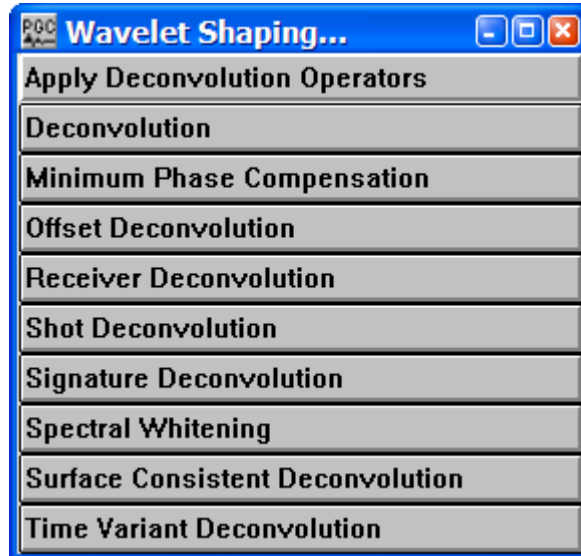 PGC Wavelet Shaping...
Apply Deconvolution Operators
Deconvolution
Minimum Phase Compensation
Offset Deconvolution
Receiver Deconvolution
Shot Deconvolution
Signature Deconvolution
Spectral Whitening
Surface Consistent Deconvolution
Time Variant Deconvolution